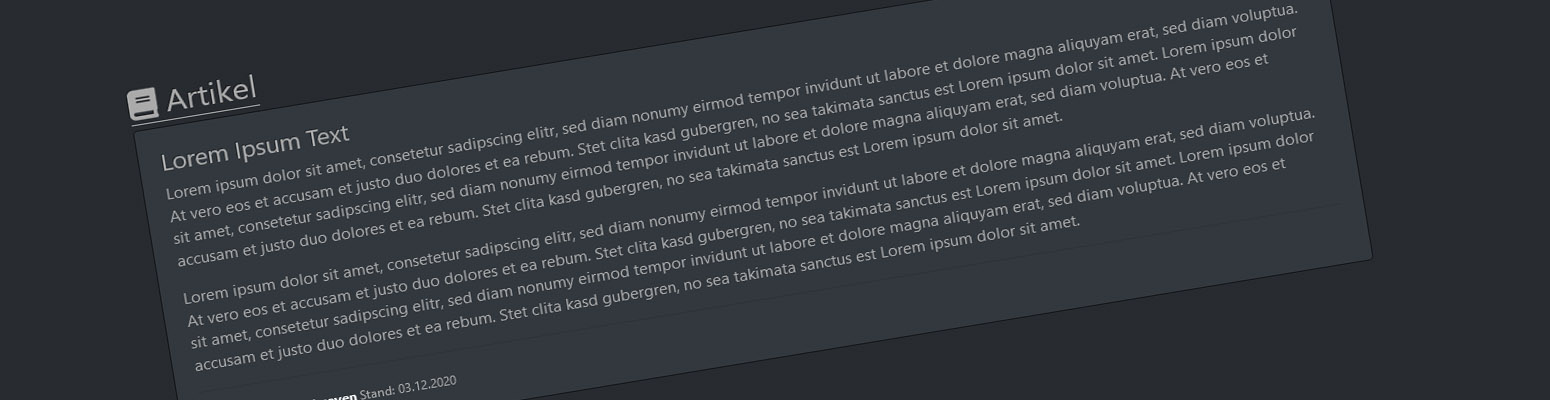 Artikel
Lorem Ipsum Text
Lorem ipsum dolor sit amet, consetetur sadipscing elitr, sed diam nonumy eirmod tempor invidunt ut labore et dolore magna aliquyam erat, sed diam voluptua.
At vero eos et accusam et justo duo dolores et ea rebum. Stet clita kasd gubergren, no sea takimata sanctus est Lorem ipsum dolor sit amet. Lorem ipsum dolor
sit amet, consetetur sadipscing elitr, sed diam nonumy eirmod tempor invidunt ut labore et dolore magna aliquyam erat, sed diam voluptua. At vero eos et
accusam et justo duo dolores et ea rebum. Stet clita kasd gubergren, no sea takimata sanctus est Lorem ipsum dolor sit amet.
Lorem ipsum dolor sit amet, consetetur sadipscing elitr, sed diam nonumy eirmod tempor invidunt ut labore et dolore magna aliquyam erat, sed diam voluptua.
At vero eos et accusam et justo duo dolores et ea rebum. Stet clita kasd gubergren, no sea takimata sanctus est Lorem ipsum dolor sit amet. Lorem ipsum dolor
sit amet, consetetur sadipscing elitr, sed diam nonumy eirmod tempor invidunt ut labore et dolore magna aliquyam erat, sed diam voluptua. At vero eos et
accusam et justo duo dolores et ea rebum. Stet clita kasd gubergren, no sea takimata sanctus est Lorem ipsum dolor sit amet.
Stand: 03.12.2020